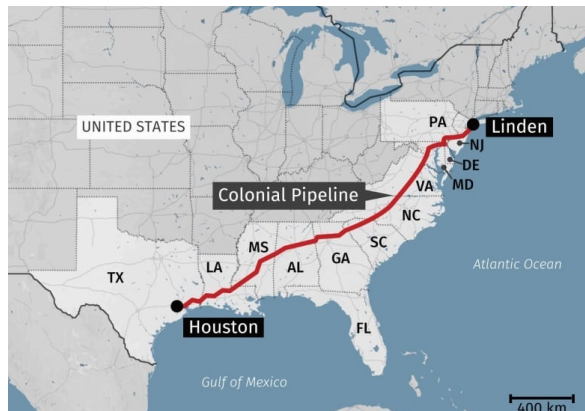 PA
Linden
UNITED STATES
NJ
DE
MD
VA
Colonial Pipeline
NC
MS
SC
LA
AL
GA
TX
Atlantic Ocean
Houston
FL
Gulf of Mexico
400 km